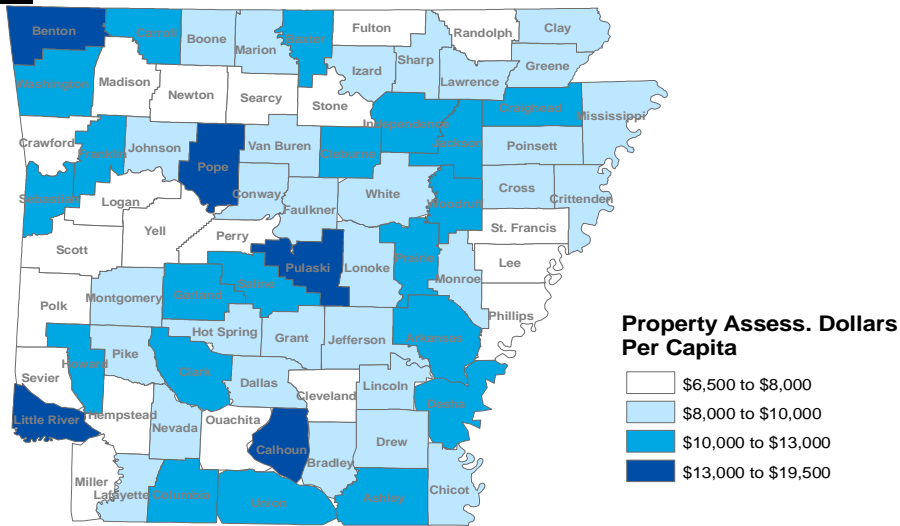 Benton
Carroll
Boone
Marion
Baxter
Fulton
Randolph
Clay
Sharp
Izard
Greene
Lawrence
Washington
Madison
Newton
Searcy
Stone
Independence
Craighead
Mississippi
Jackson
Crawford
Franklin
Johnson
Van Buren
Cleburne
Poinsett
Pope
Sebastian
Logan
Conway
Faulkner
White
Woodruff
Cross
Crittenden
Scott
Yell
Perry
St. Francis
Pulaski
Lonoke
Prairie
Monroe
Lee
Polk
Montgomery
Garland
Saline
Phillips
Hot Spring
Grant
Jefferson
Arkansas
Pike
Howard
Clark
Sevier
Dallas
Cleveland
Lincoln
Desha
Little River
Hempstead
Nevada
Ouachita
Calhoun
Drew
Bradley
Miller
Lafayette
Columbia
Union
Ashley
Chicot
Property Assess. Dollars
Per Capita
$6,500 to $8,000
$8,000 to $10,000
$10,000 to $13,000
$13,000 to $19,500